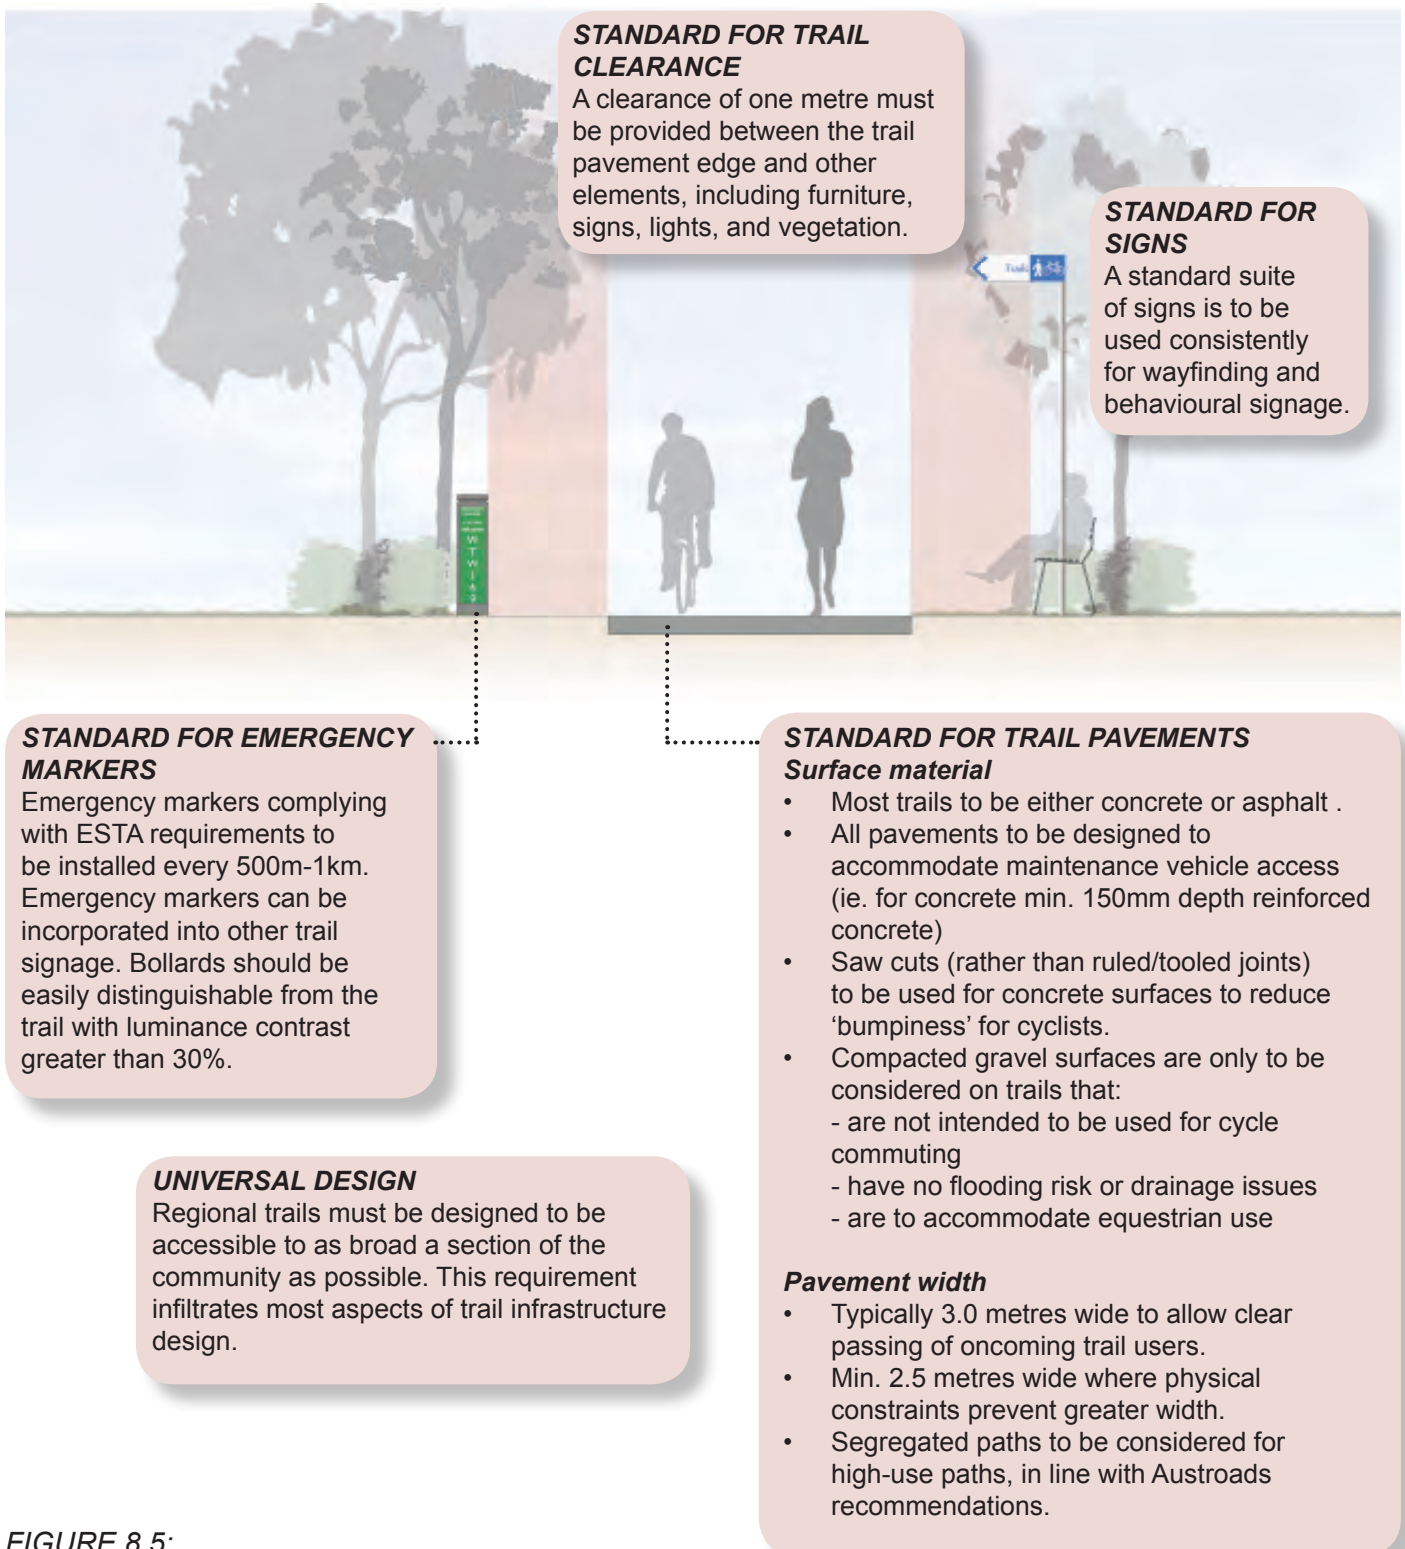 STANDARD FOR TRAIL
CLEARANCE
A clearance of one metre must
be provided between the trail
pavement edge and other
elements, including furniture,
signs, lights, and vegetation.
STANDARD FOR
SIGNS
A standard suite
of signs is to be
used consistently
for wayfinding and
behavioural signage.
Trail
W
T
W
STANDARD FOR EMERGENCY
MARKERS
Emergency markers complying
with ESTA requirements to
be installed every 500m-1km.
Emergency markers can be
incorporated into other trail
signage. Bollards should be
easily distinguishable from the
trail with luminance contrast
greater than 30%.
UNIVERSAL DESIGN
Regional trails must be designed to be
accessible to as broad a section of the
community as possible. This requirement
infiltrates most aspects of trail infrastructure
design.
STANDARD FOR TRAIL PAVEMENTS
Surface material
• Most trails to be either concrete or asphalt .
• All pavements to be designed to
accommodate maintenance vehicle access
(ie. for concrete min. 150mm depth reinforced
concrete)
• Saw cuts (rather than ruled/tooled joints)
to be used for concrete surfaces to reduce
‘bumpiness’ for cyclists.
• Compacted gravel surfaces are only to be
considered on trails that:
- are not intended to be used for cycle
commuting
- have no flooding risk or drainage issues
- are to accommodate equestrian use
Pavement width
• Typically 3.0 metres wide to allow clear
passing of oncoming trail users.
• Min. 2.5 metres wide where physical
constraints prevent greater width.
• Segregated paths to be considered for
high-use paths, in line with Austroads
recommendations.
FIGURE 8.5: